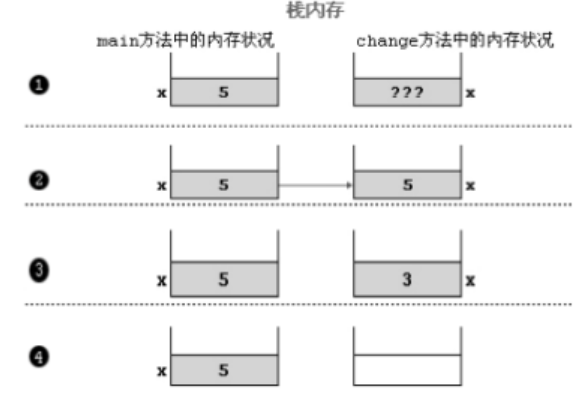 栈内存
main方法中的内存状况 change方法中的内存状况
❶ x 5 ??? x
❷ x 5 5 x
❸ x 5 3 x
❹ x 5